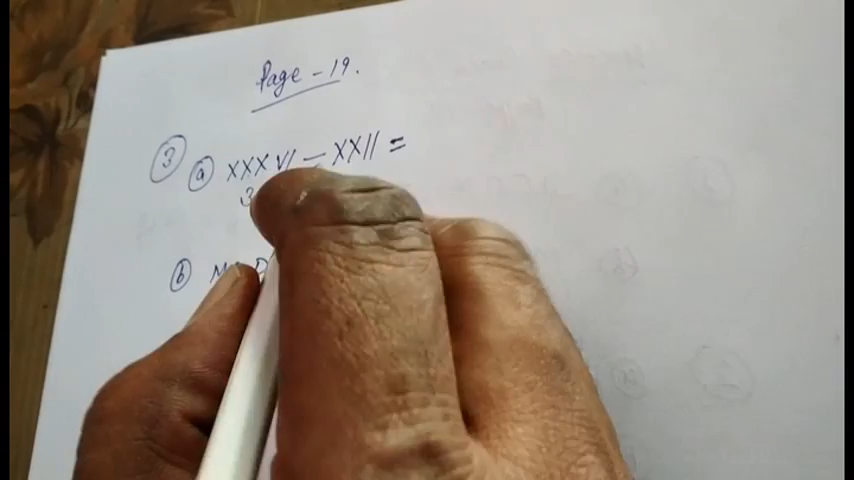 Page - 19.
③ ⓐ XXXVI - XXII =
3
ⓑ